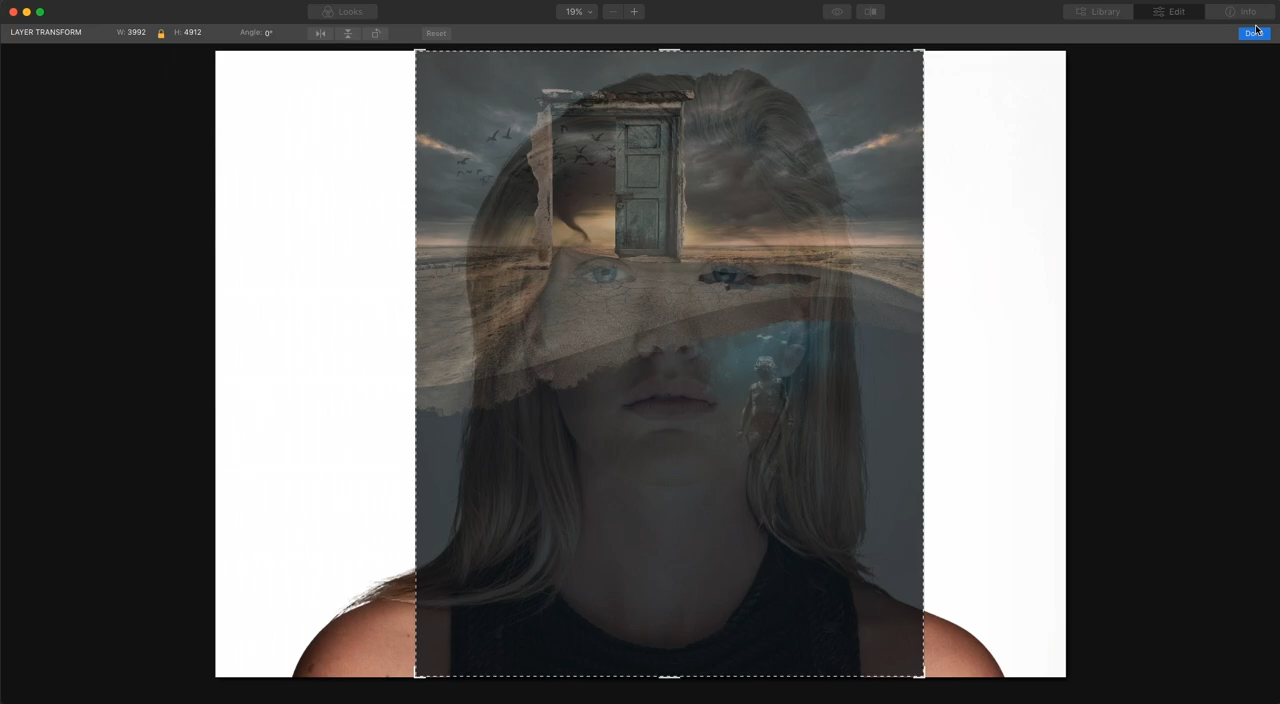 Looks
19%
Library
Edit
Info
LAYER TRANSFORM
W: 3992
H: 4912
Angle: 0°
Reset
Done